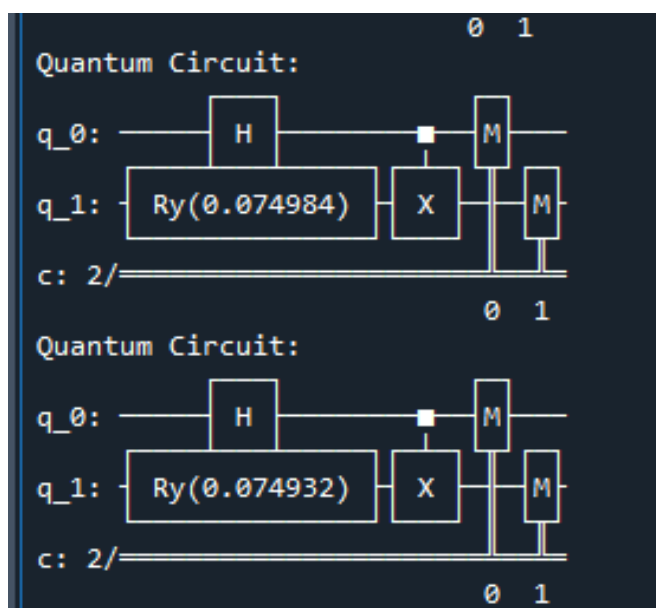 0 1
Quantum Circuit:
q_0: H M
q_1: Ry(0.074984) X M
c: 2/
0 1
Quantum Circuit:
q_0: H M
q_1: Ry(0.074932) X M
c: 2/
0 1